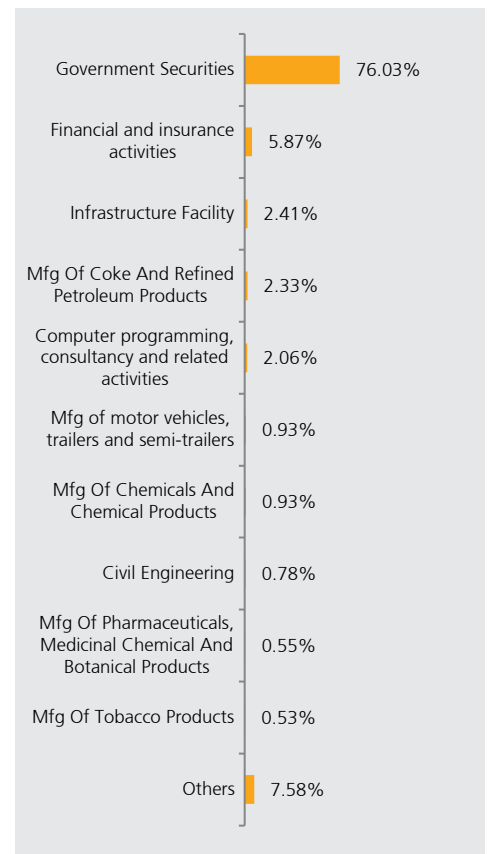 Government Securities 76.03%
Financial and insurance
activities 5.87%
Infrastructure Facility 2.41%
Mfg Of Coke And Refined
Petroleum Products 2.33%
Computer programming,
consultancy and related
activities 2.06%
Mfg of motor vehicles,
trailers and semi-trailers 0.93%
Mfg Of Chemicals And
Chemical Products 0.93%
Civil Engineering 0.78%
Mfg Of Pharmaceuticals,
Medicinal Chemical And
Botanical Products 0.55%
Mfg Of Tobacco Products 0.53%
Others 7.58%